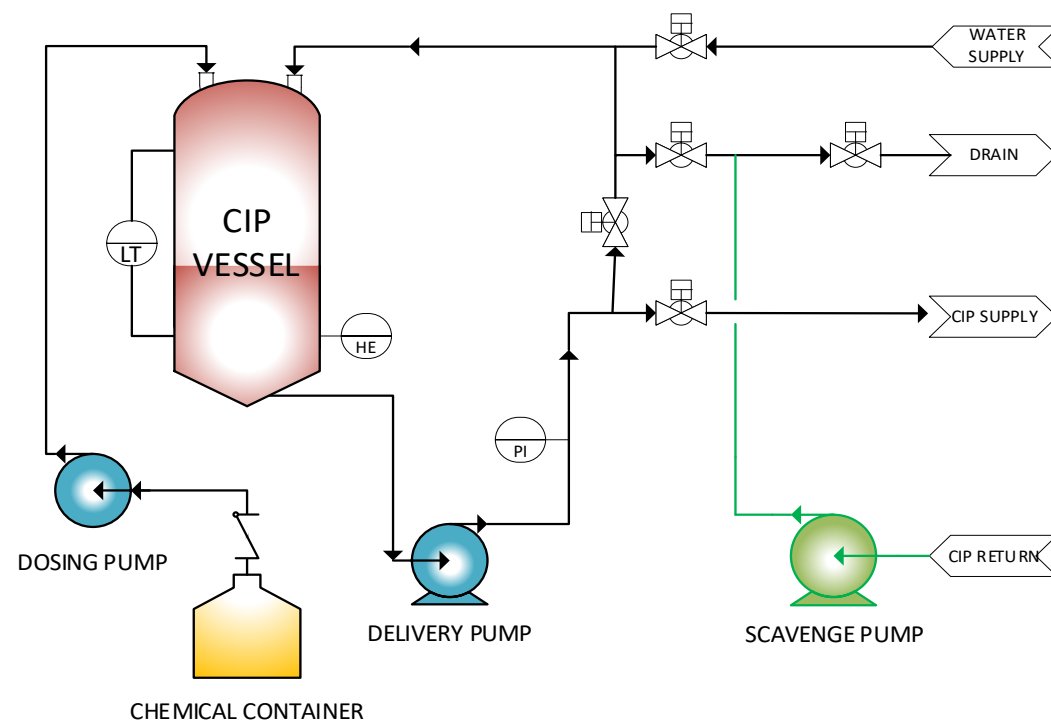 WATER
SUPPLY
DRAIN
CIP
VESSEL
LT
HE
CIP SUPPLY
PI
DOSING PUMP
CIP RETURN
DELIVERY PUMP
SCAVENGE PUMP
CHEMICAL CONTAINER